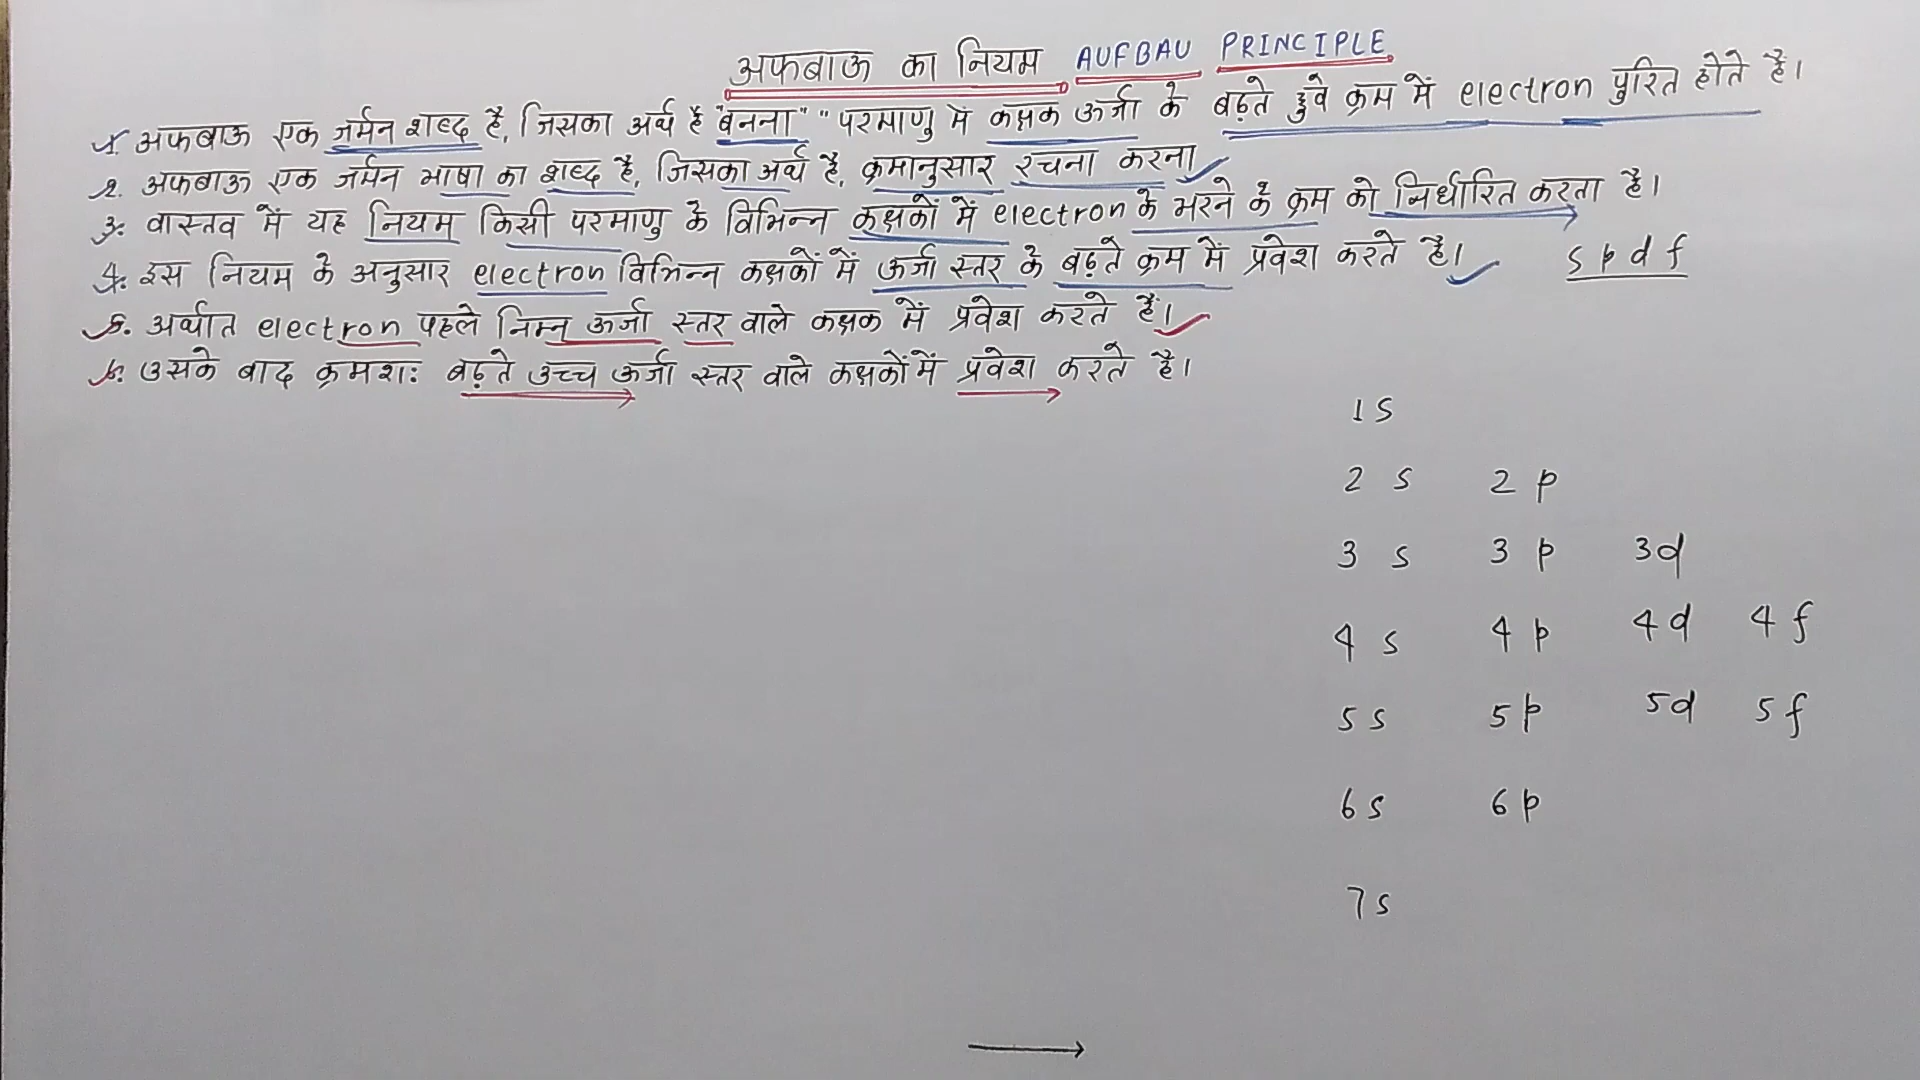 अफबाऊ का नियम AUFBAU PRINCIPLE
1. अफबाऊ एक जर्मन शब्द है, जिसका अर्थ है "बनना" "परमाणु में कक्षक ऊर्जा के बढ़ते हुवे क्रम में electron पुरित होते है।
2. अफबाऊ एक जर्मन भाषा का शब्द है, जिसका अर्थ है, क्रमानुसार रचना करना
3. वास्तव में यह नियम किसी परमाणु के विभिन्न कक्षकों में electron के भरने के क्रम को निर्धारित करता है।
4. इस नियम के अनुसार electron विभिन्न कक्षकों में ऊर्जा स्तर के बढ़ते क्रम में प्रवेश करते है।
s p d f
5. अर्थात electron पहले निम्न ऊर्जा स्तर वाले कक्षक में प्रवेश करते है।
6. उसके बाद क्रमशः बढ़ते उच्च ऊर्जा स्तर वाले कक्षकों में प्रवेश करते है।
1s
2s 2p
3s 3p 3d
4s 4p 4d 4f
5s 5p 5d 5f
6s 6p
7s